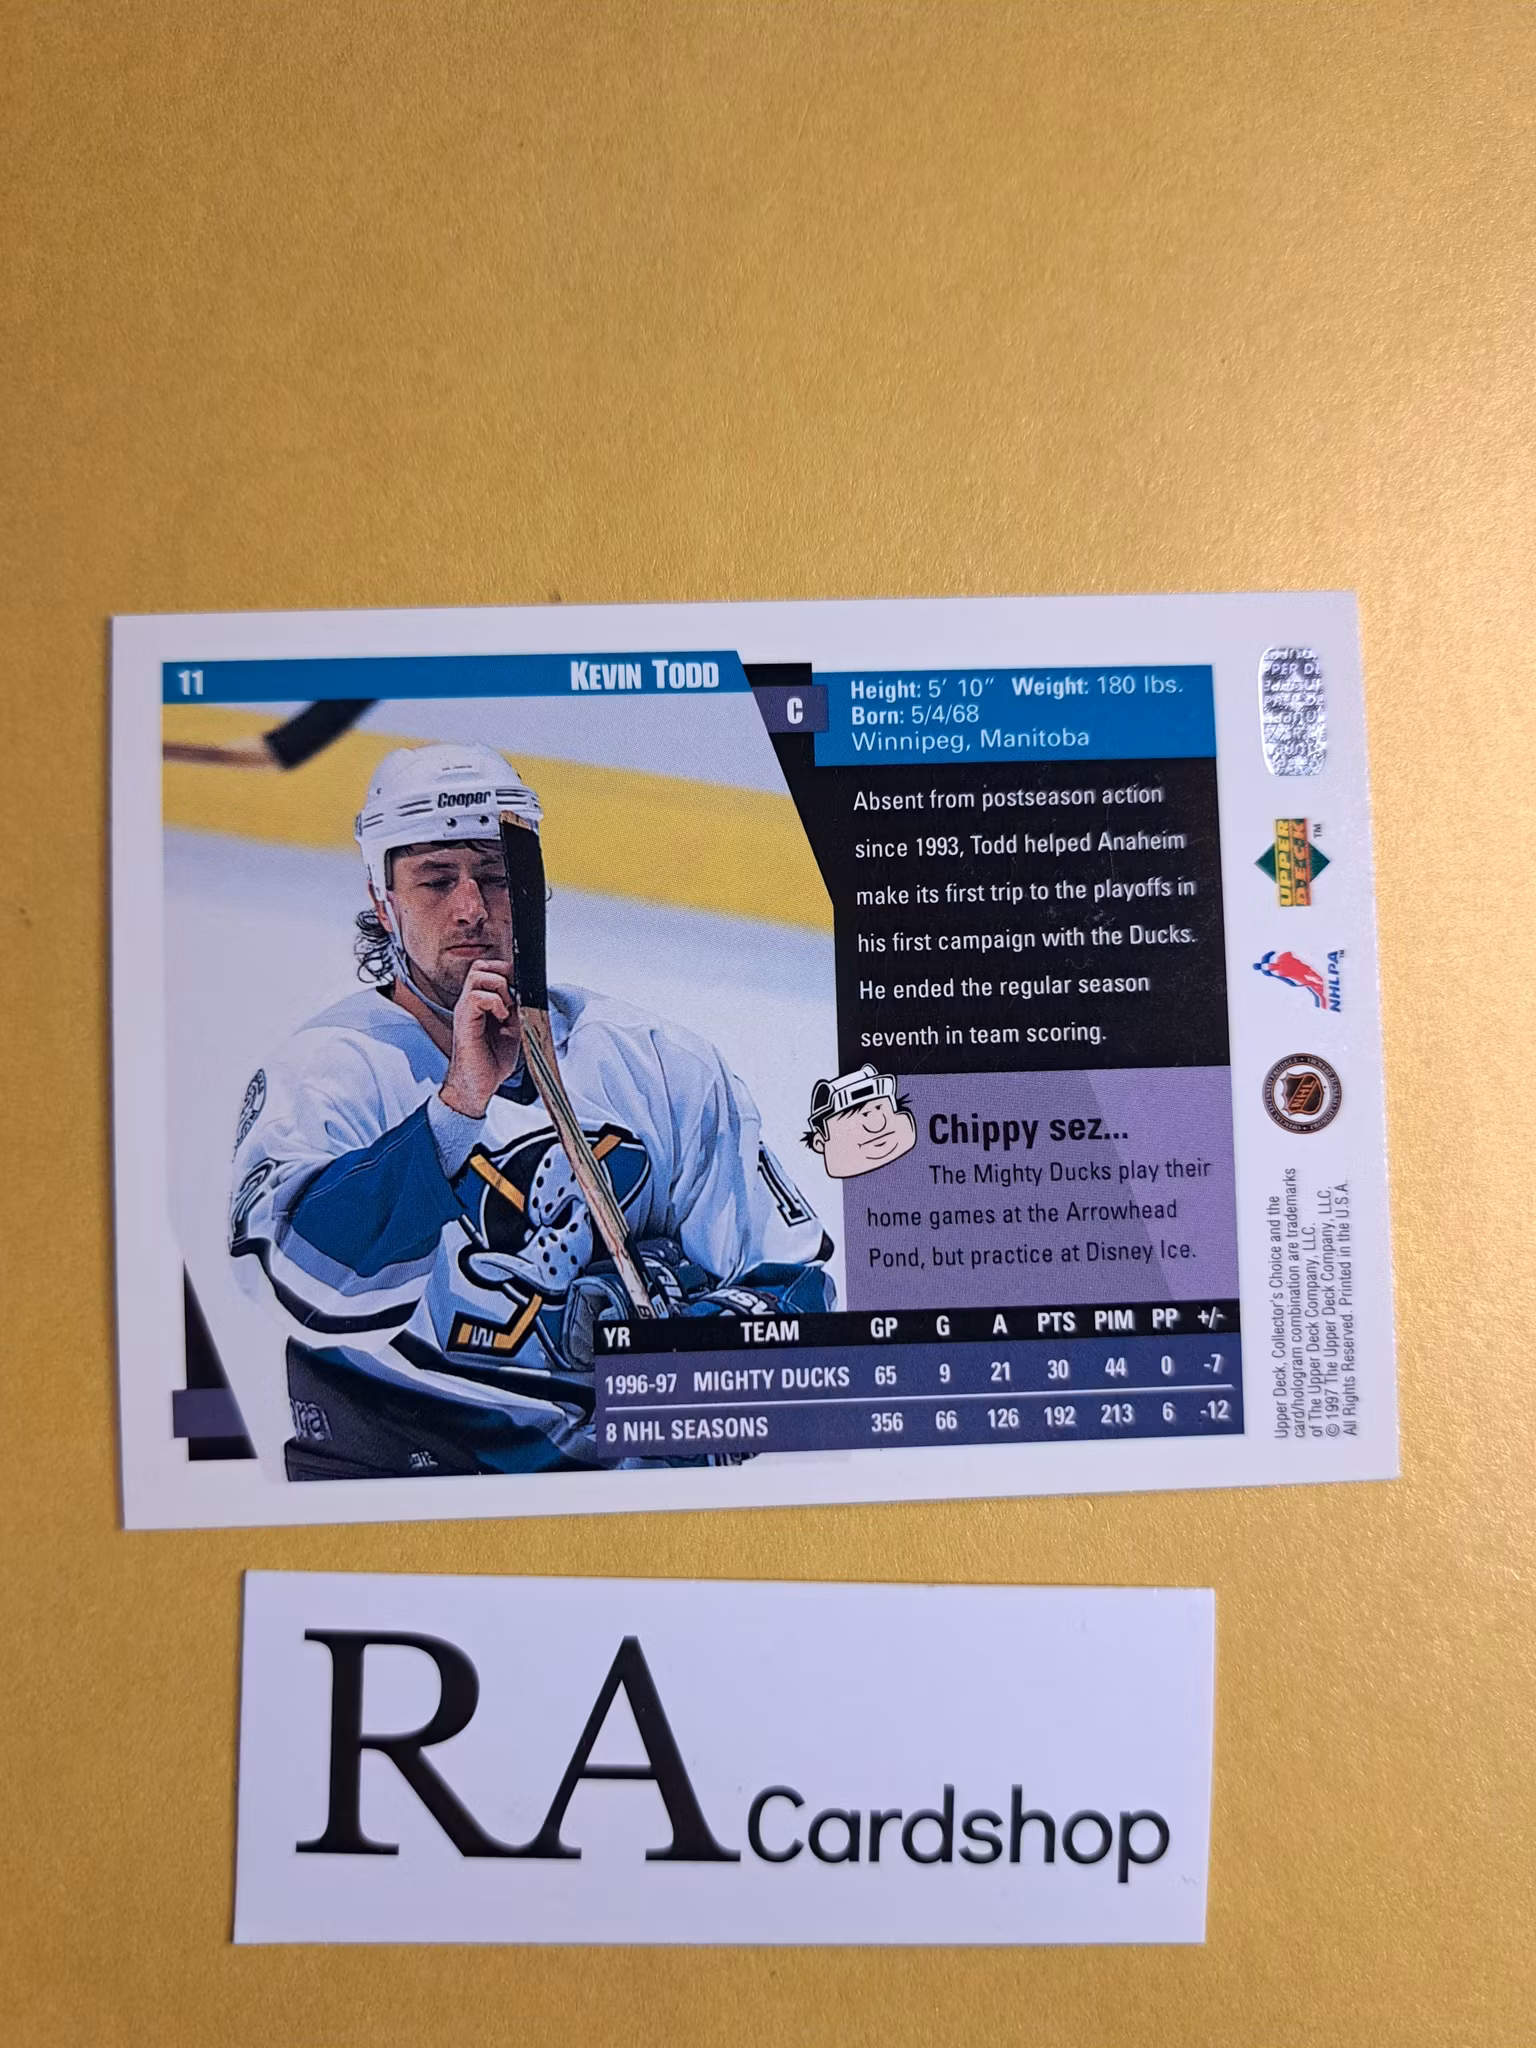 11
KEVIN TODD
C
Height: 5' 10" Weight: 180 lbs.
Born: 5/4/68
Winnipeg, Manitoba
Absent from postseason action
since 1993, Todd helped Anaheim
make its first trip to the playoffs in
his first campaign with the Ducks.
He ended the regular season
seventh in team scoring.
Chippy sez...
The Mighty Ducks play their
home games at the Arrowhead
Pond, but practice at Disney Ice.
YR TEAM GP G A PTS PIM PP +/-
1996-97 MIGHTY DUCKS 65 9 21 30 44 0 -7
8 NHL SEASONS 356 66 126 192 213 6 -12
Cooper
UPPER
DECK™
NHLPA™
NHL
Upper Deck, Collector's Choice and the
card/hologram combination are trademarks
of The Upper Deck Company, LLC.
© 1997 The Upper Deck Company, LLC.
All Rights Reserved. Printed in the U.S.A.
RA Cardshop